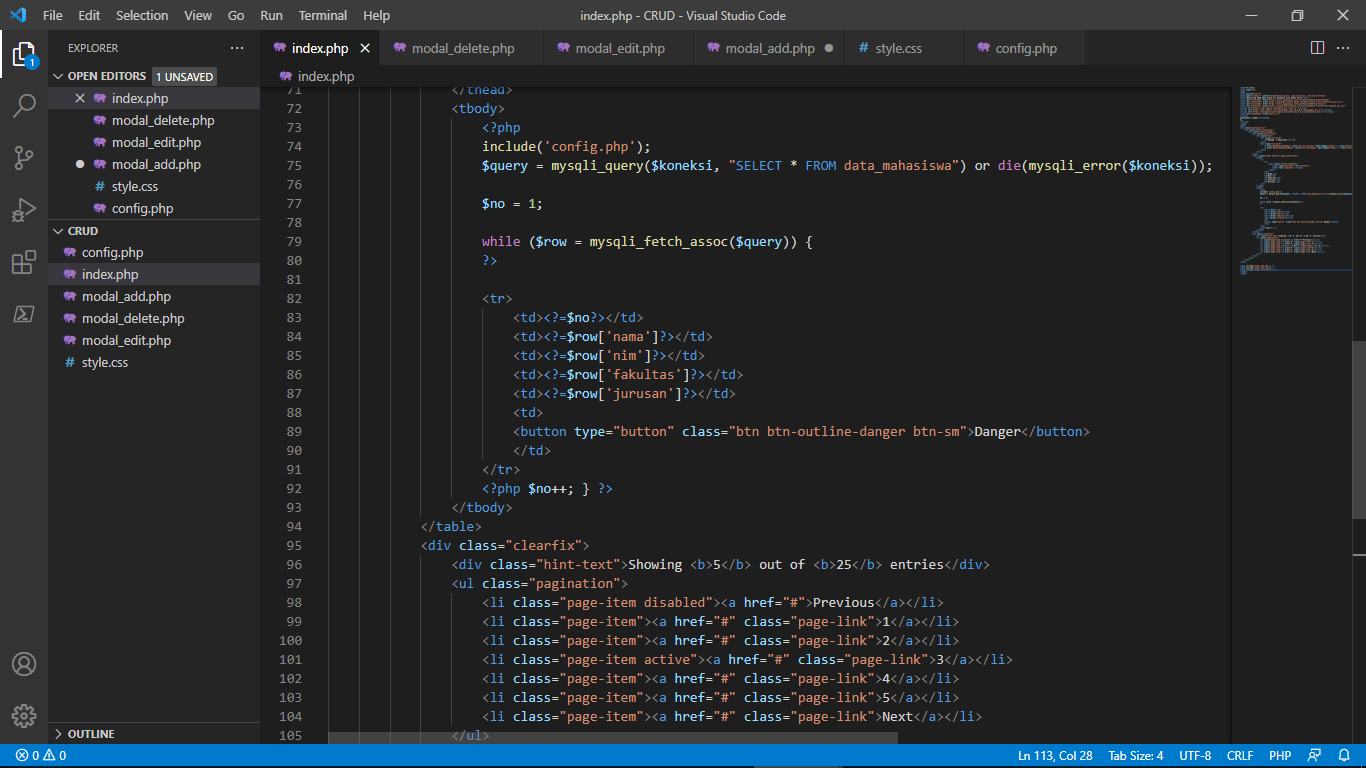 File Edit Selection View Go Run Terminal Help
index.php - CRUD - Visual Studio Code
EXPLORER
OPEN EDITORS 1 UNSAVED
index.php
modal_delete.php
modal_edit.php
modal_add.php
style.css
config.php
CRUD
config.php
index.php
modal_add.php
modal_delete.php
modal_edit.php
style.css
OUTLINE
1
index.php modal_delete.php modal_edit.php modal_add.php style.css config.php
index.php
71 </thead>
72 <tbody>
73 <?php
74 include('config.php');
75 $query = mysqli_query($koneksi, "SELECT * FROM data_mahasiswa") or die(mysqli_error($koneksi));
76
77 $no = 1;
78
79 while ($row = mysqli_fetch_assoc($query)) {
80 ?>
81
82 <tr>
83 <td><?=$no?></td>
84 <td><?=$row['nama']?></td>
85 <td><?=$row['nim']?></td>
86 <td><?=$row['fakultas']?></td>
87 <td><?=$row['jurusan']?></td>
88 <td>
89 <button type="button" class="btn btn-outline-danger btn-sm">Danger</button>
90 </td>
91 </tr>
92 <?php $no++; } ?>
93 </tbody>
94 </table>
95 <div class="clearfix">
96 <div class="hint-text">Showing <b>5</b> out of <b>25</b> entries</div>
97 <ul class="pagination">
98 <li class="page-item disabled"><a href="#">Previous</a></li>
99 <li class="page-item"><a href="#" class="page-link">1</a></li>
100 <li class="page-item"><a href="#" class="page-link">2</a></li>
101 <li class="page-item active"><a href="#" class="page-link">3</a></li>
102 <li class="page-item"><a href="#" class="page-link">4</a></li>
103 <li class="page-item"><a href="#" class="page-link">5</a></li>
104 <li class="page-item"><a href="#" class="page-link">Next</a></li>
105 </ul>
0 0
Ln 113, Col 28 Tab Size: 4 UTF-8 CRLF PHP